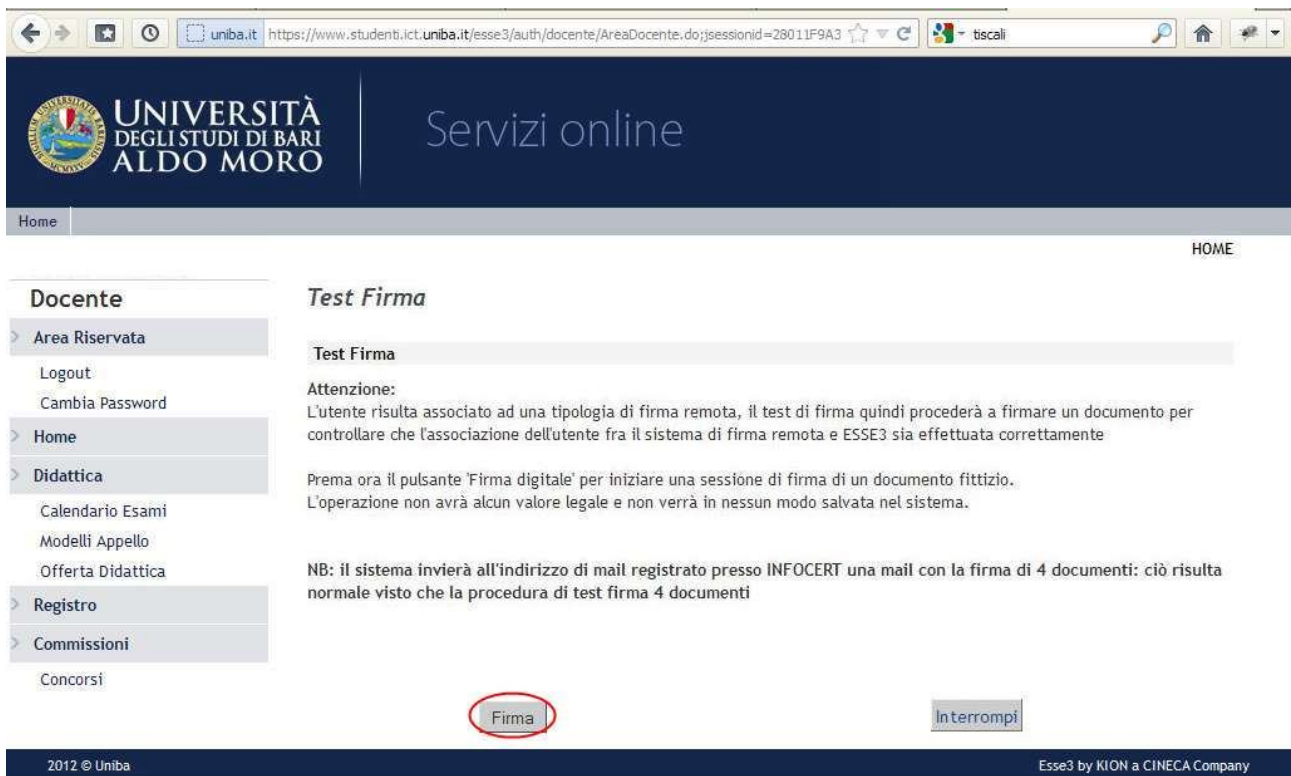 uniba.it https://www.studenti.ict.uniba.it/esse3/auth/docente/AreaDocente.do;jsessionid=28011F9A3 tiscali
UNIVERSITÀ
DEGLI STUDI DI BARI
ALDO MORO
Servizi online
Home
HOME
Docente
Area Riservata
Logout
Cambia Password
Home
Didattica
Calendario Esami
Modelli Appello
Offerta Didattica
Registro
Commissioni
Concorsi
Test Firma
Test Firma
Attenzione:
L'utente risulta associato ad una tipologia di firma remota, il test di firma quindi procederà a firmare un documento per
controllare che l'associazione dell'utente fra il sistema di firma remota e ESSE3 sia effettuata correttamente
Prema ora il pulsante 'Firma digitale' per iniziare una sessione di firma di un documento fittizio.
L'operazione non avrà alcun valore legale e non verrà in nessun modo salvata nel sistema.
NB: il sistema invierà all'indirizzo di mail registrato presso INFOCERT una mail con la firma di 4 documenti: ciò risulta
normale visto che la procedura di test firma 4 documenti
Firma
Interrompi
2012 © Uniba
Esse3 by KION a CINECA Company